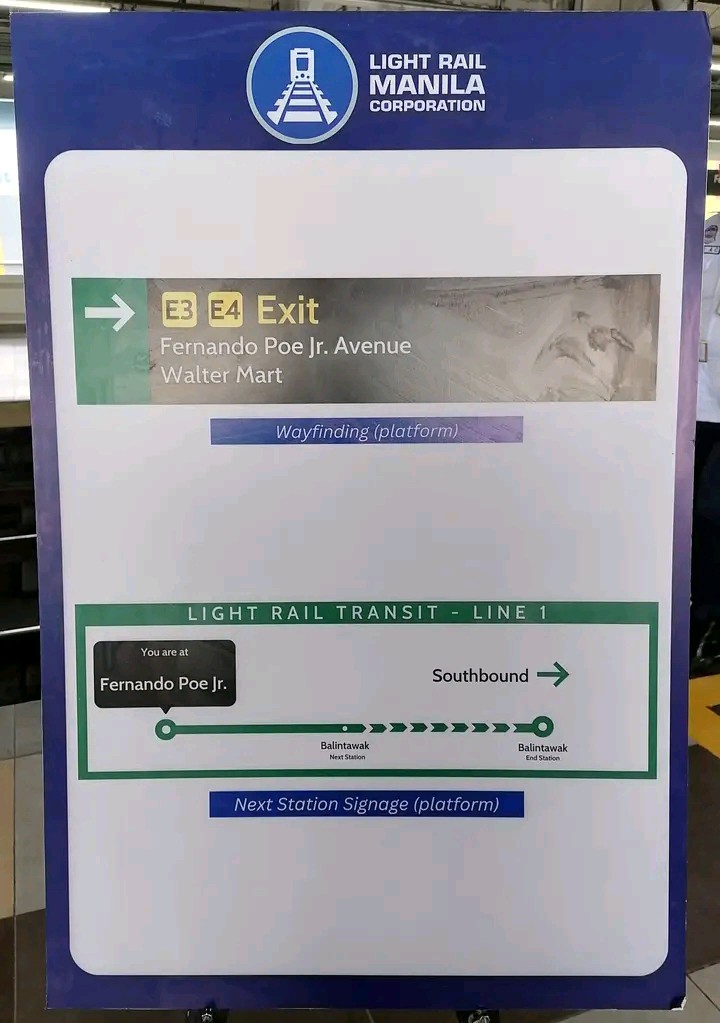 LIGHT RAIL
MANILA
CORPORATION
E3 E4 Exit
Fernando Poe Jr. Avenue
Walter Mart
Wayfinding (platform)
LIGHT RAIL TRANSIT - LINE 1
You are at
Fernando Poe Jr.
Southbound
Balintawak
Next Station
Balintawak
End Station
Next Station Signage (platform)